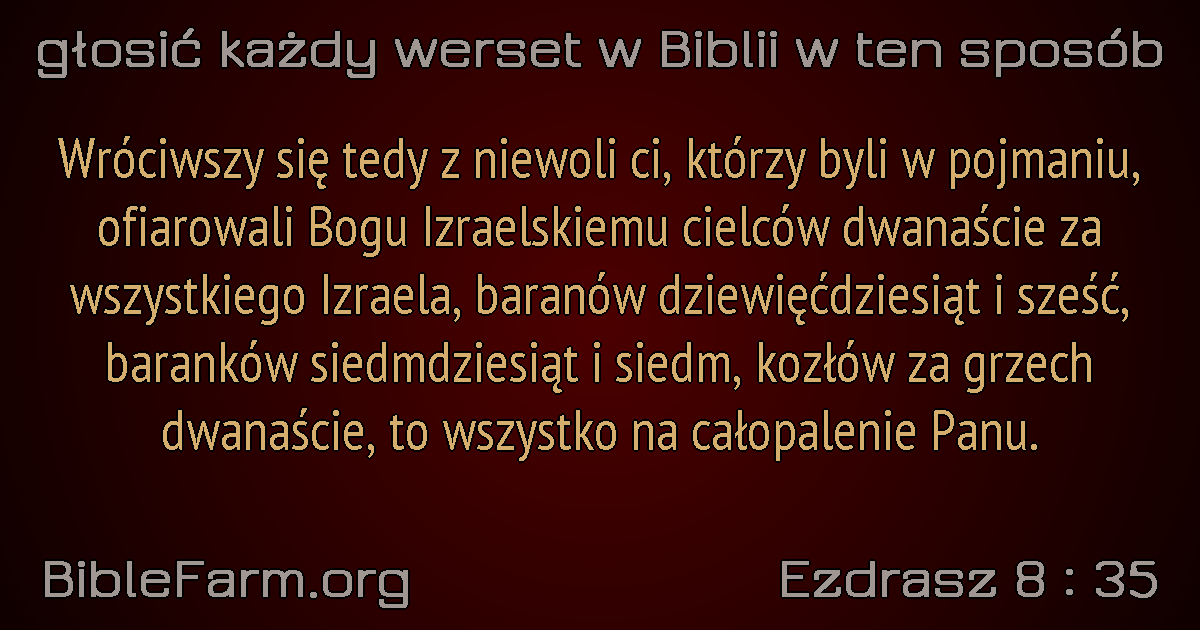 głosić każdy werset w Biblii w ten sposób
Wróciwszy się tedy z niewoli ci, którzy byli w pojmaniu,
ofiarowali Bogu Izraelskiemu cielców dwanaście za
wszystkiego Izraela, baranów dziewięćdziesiąt i sześć,
baranków siedmdziesiąt i siedm, kozłów za grzech
dwanaście, to wszystko na całopalenie Panu.
BibleFarm.org
Ezdrasz 8 : 35